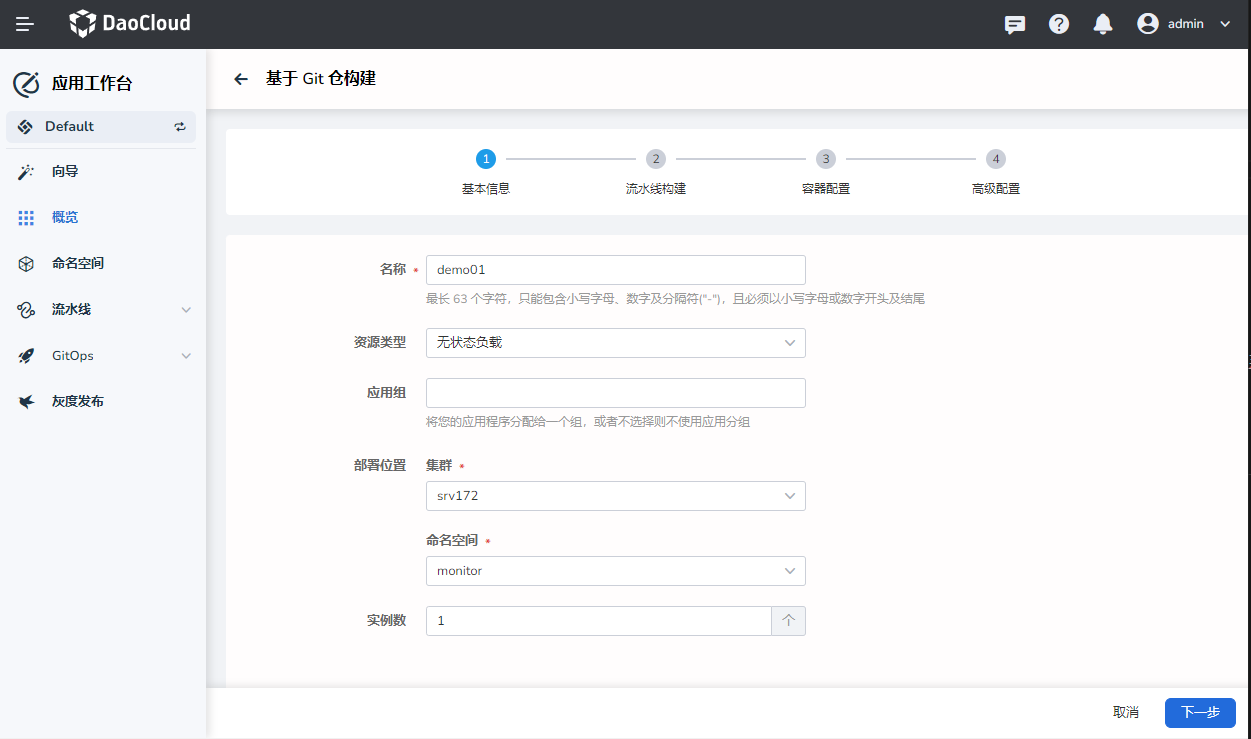 DaoCloud
admin
应用工作台
Default
向导
概览
命名空间
流水线
GitOps
灰度发布
基于 Git 仓构建
1
2
3
4
基本信息
流水线构建
容器配置
高级配置
名称 *
demo01
最长 63 个字符，只能包含小写字母、数字及分隔符("-")，且必须以小写字母或数字开头及结尾
资源类型
无状态负载
应用组
将您的应用程序分配给一个组，或者不选择则不使用应用分组
部署位置
集群 *
srv172
命名空间 *
monitor
实例数
1
个
取消
下一步